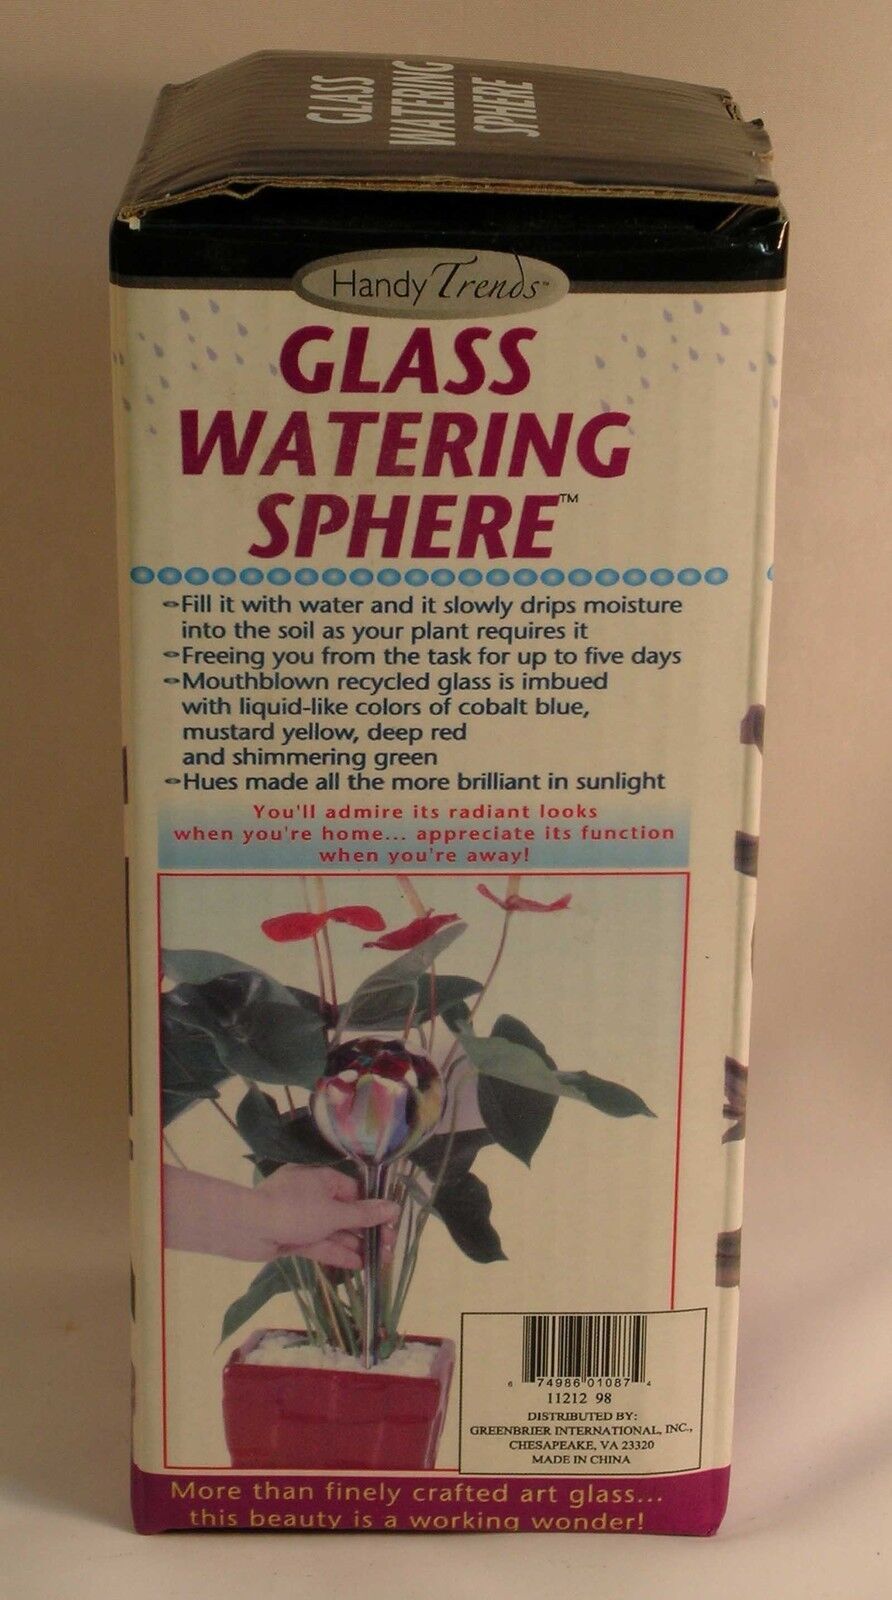 GLASS
WATERING
SPHERE
Handy Trends™
GLASS
WATERING
SPHERE™
Fill it with water and it slowly drips moisture
into the soil as your plant requires it
Freeing you from the task for up to five days
Mouthblown recycled glass is imbued
with liquid-like colors of cobalt blue,
mustard yellow, deep red
and shimmering green
Hues made all the more brilliant in sunlight
You'll admire its radiant looks
when you're home... appreciate its function
when you're away!
6 74986 01087 4
11212 98
DISTRIBUTED BY:
GREENBRIER INTERNATIONAL, INC.,
CHESAPEAKE, VA 23320
MADE IN CHINA
More than finely crafted art glass...
this beauty is a working wonder!